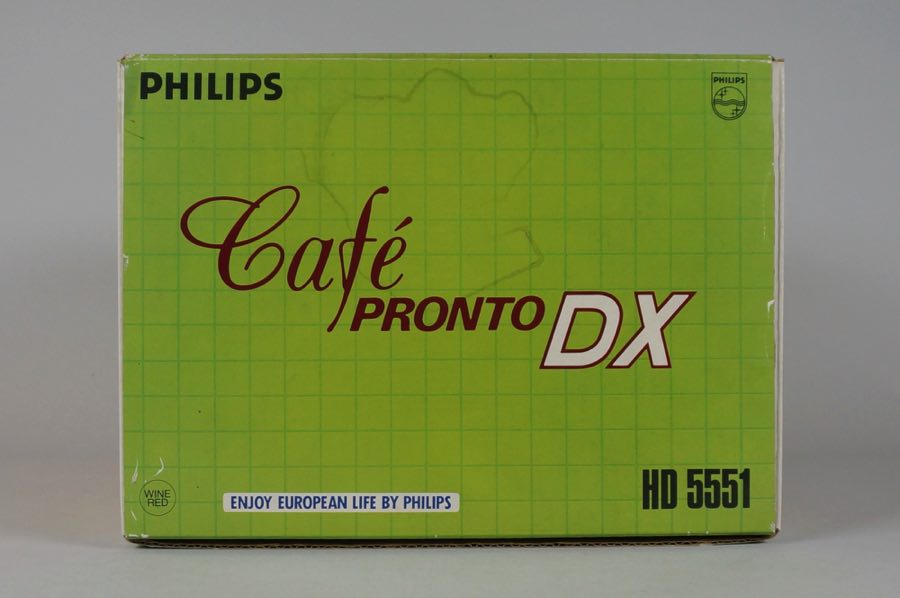 PHILIPS
PHILIPS
Café
PRONTO DX
WINE
RED
ENJOY EUROPEAN LIFE BY PHILIPS
HD 5551